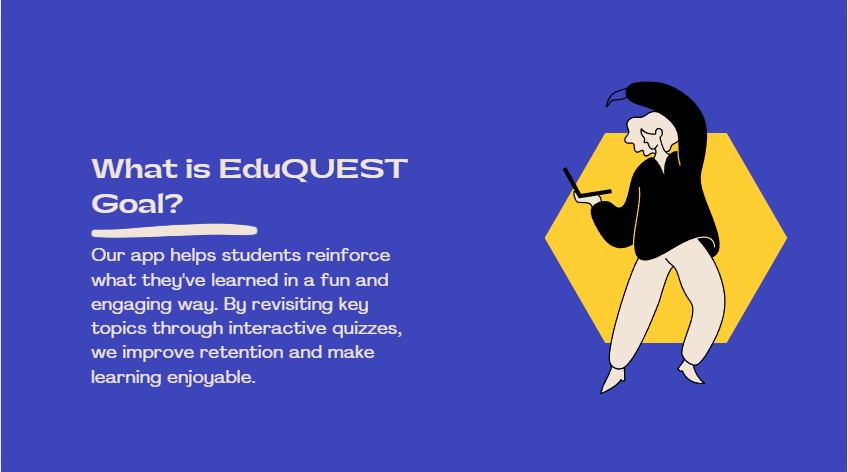 What is EduQUEST
Goal?
Our app helps students reinforce
what they've learned in a fun and
engaging way. By revisiting key
topics through interactive quizzes,
we improve retention and make
learning enjoyable.